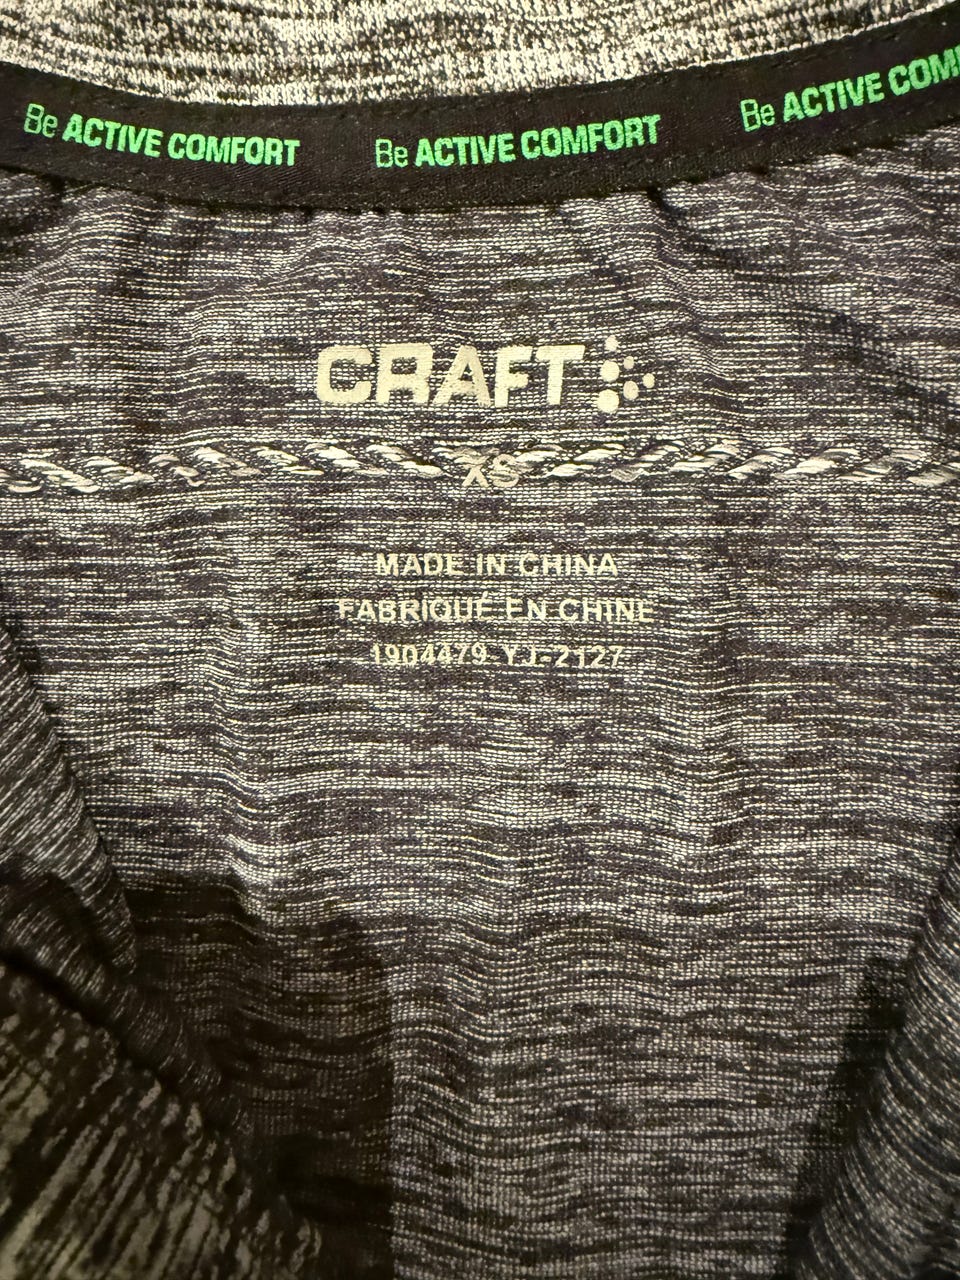 Be ACTIVE COMFORT Be ACTIVE COMFORT Be ACTIVE COM
CRAFT
XS
MADE IN CHINA
FABRIQUÉ EN CHINE
1904479-YJ-2127